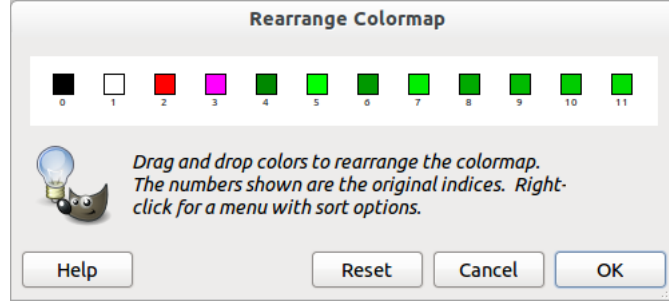 Rearrange Colormap
0 1 2 3 4 5 6 7 8 9 10 11
Drag and drop colors to rearrange the colormap.
The numbers shown are the original indices. Right-
click for a menu with sort options.
Help Reset Cancel OK